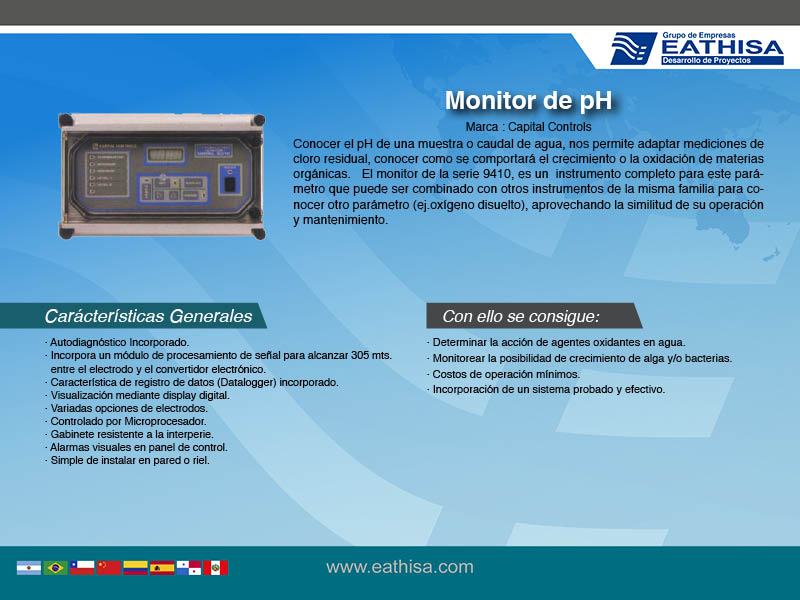 Grupo de Empresas
EATHISA
Desarrollo de Proyectos
Monitor de pH
Marca : Capital Controls
Conocer el pH de una muestra o caudal de agua, nos permite adaptar mediciones de
cloro residual, conocer como se comportará el crecimiento o la oxidación de materias
orgánicas. El monitor de la serie 9410, es un instrumento completo para este pará-
metro que puede ser combinado con otros instrumentos de la misma familia para co-
nocer otro parámetro (ej.oxígeno disuelto), aprovechando la similitud de su operación
y mantenimiento.
CAPITAL CONTROLS
Carácterísticas Generales
· Autodiagnóstico Incorporado.
· Incorpora un módulo de procesamiento de señal para alcanzar 305 mts.
entre el electrodo y el convertidor electrónico.
· Característica de registro de datos (Datalogger) incorporado.
· Visualización mediante display digital.
· Variadas opciones de electrodos.
· Controlado por Microprocesador.
· Gabinete resistente a la interperie.
· Alarmas visuales en panel de control.
· Simple de instalar en pared o riel.
Con ello se consigue:
· Determinar la acción de agentes oxidantes en agua.
· Monitorear la posibilidad de crecimiento de alga y/o bacterias.
· Costos de operación mínimos.
· Incorporación de un sistema probado y efectivo.
www.eathisa.com